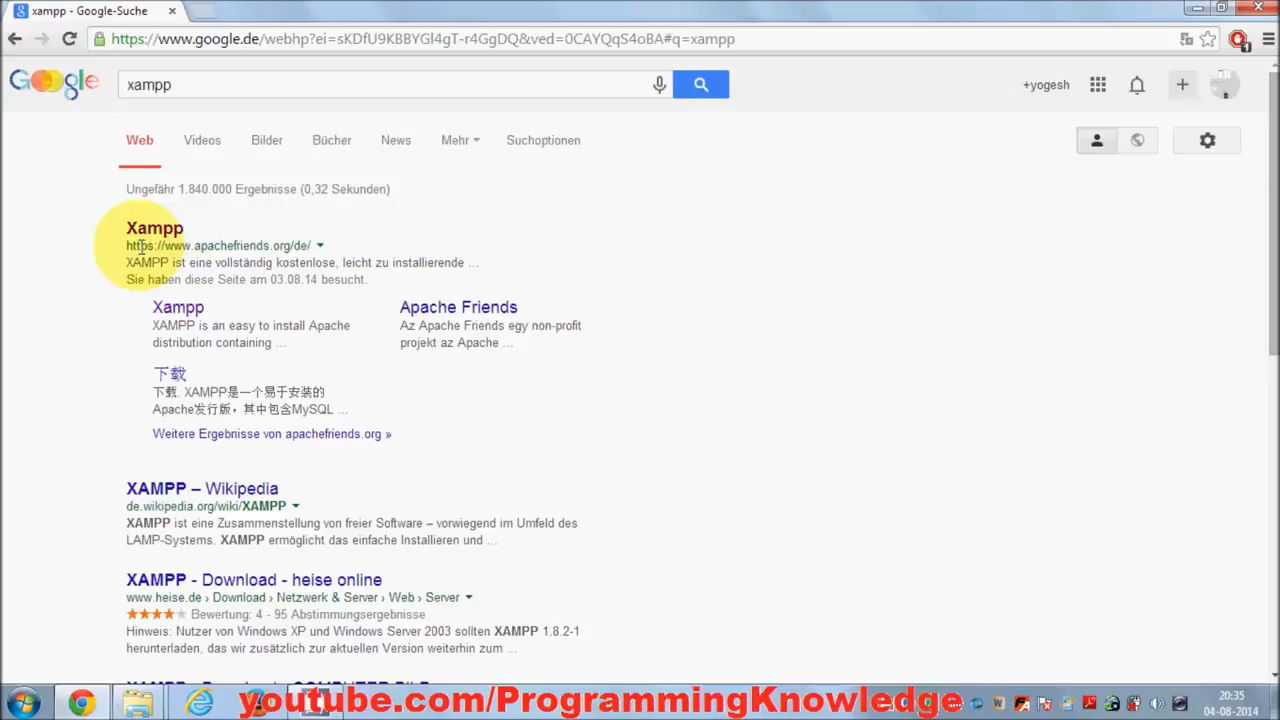 xampp - Google-Suche
https://www.google.de/webhp?ei=sKDfU9KBBYGl4gT-r4GgDQ&ved=0CAYQqS4oBA#q=xampp
Google
xampp
+yogesh
Web Videos Bilder Bücher News Mehr Suchoptionen
Ungefähr 1.840.000 Ergebnisse (0,32 Sekunden)
Xampp
https://www.apachefriends.org/de/
XAMPP ist eine vollständig kostenlose, leicht zu installierende ...
Sie haben diese Seite am 03.08.14 besucht.
Xampp
XAMPP is an easy to install Apache
distribution containing ...
Apache Friends
Az Apache Friends egy non-profit
projekt az Apache ...
下载
下载. XAMPP是一个易于安装的
Apache发行版，其中包含MySQL ...
Weitere Ergebnisse von apachefriends.org »
XAMPP – Wikipedia
de.wikipedia.org/wiki/XAMPP
XAMPP ist eine Zusammenstellung von freier Software – vorwiegend im Umfeld des
LAMP-Systems. XAMPP ermöglicht das einfache Installieren und ...
XAMPP - Download - heise online
www.heise.de › Download › Netzwerk & Server › Web › Server
Bewertung: 4 - 95 Abstimmungsergebnisse
Hinweis: Nutzer von Windows XP und Windows Server 2003 sollten XAMPP 1.8.2-1
herunterladen, das wir zusätzlich zur aktuellen Version weiterhin zum ...
youtube.com/ProgrammingKnowledge
20:35
04-08-2014